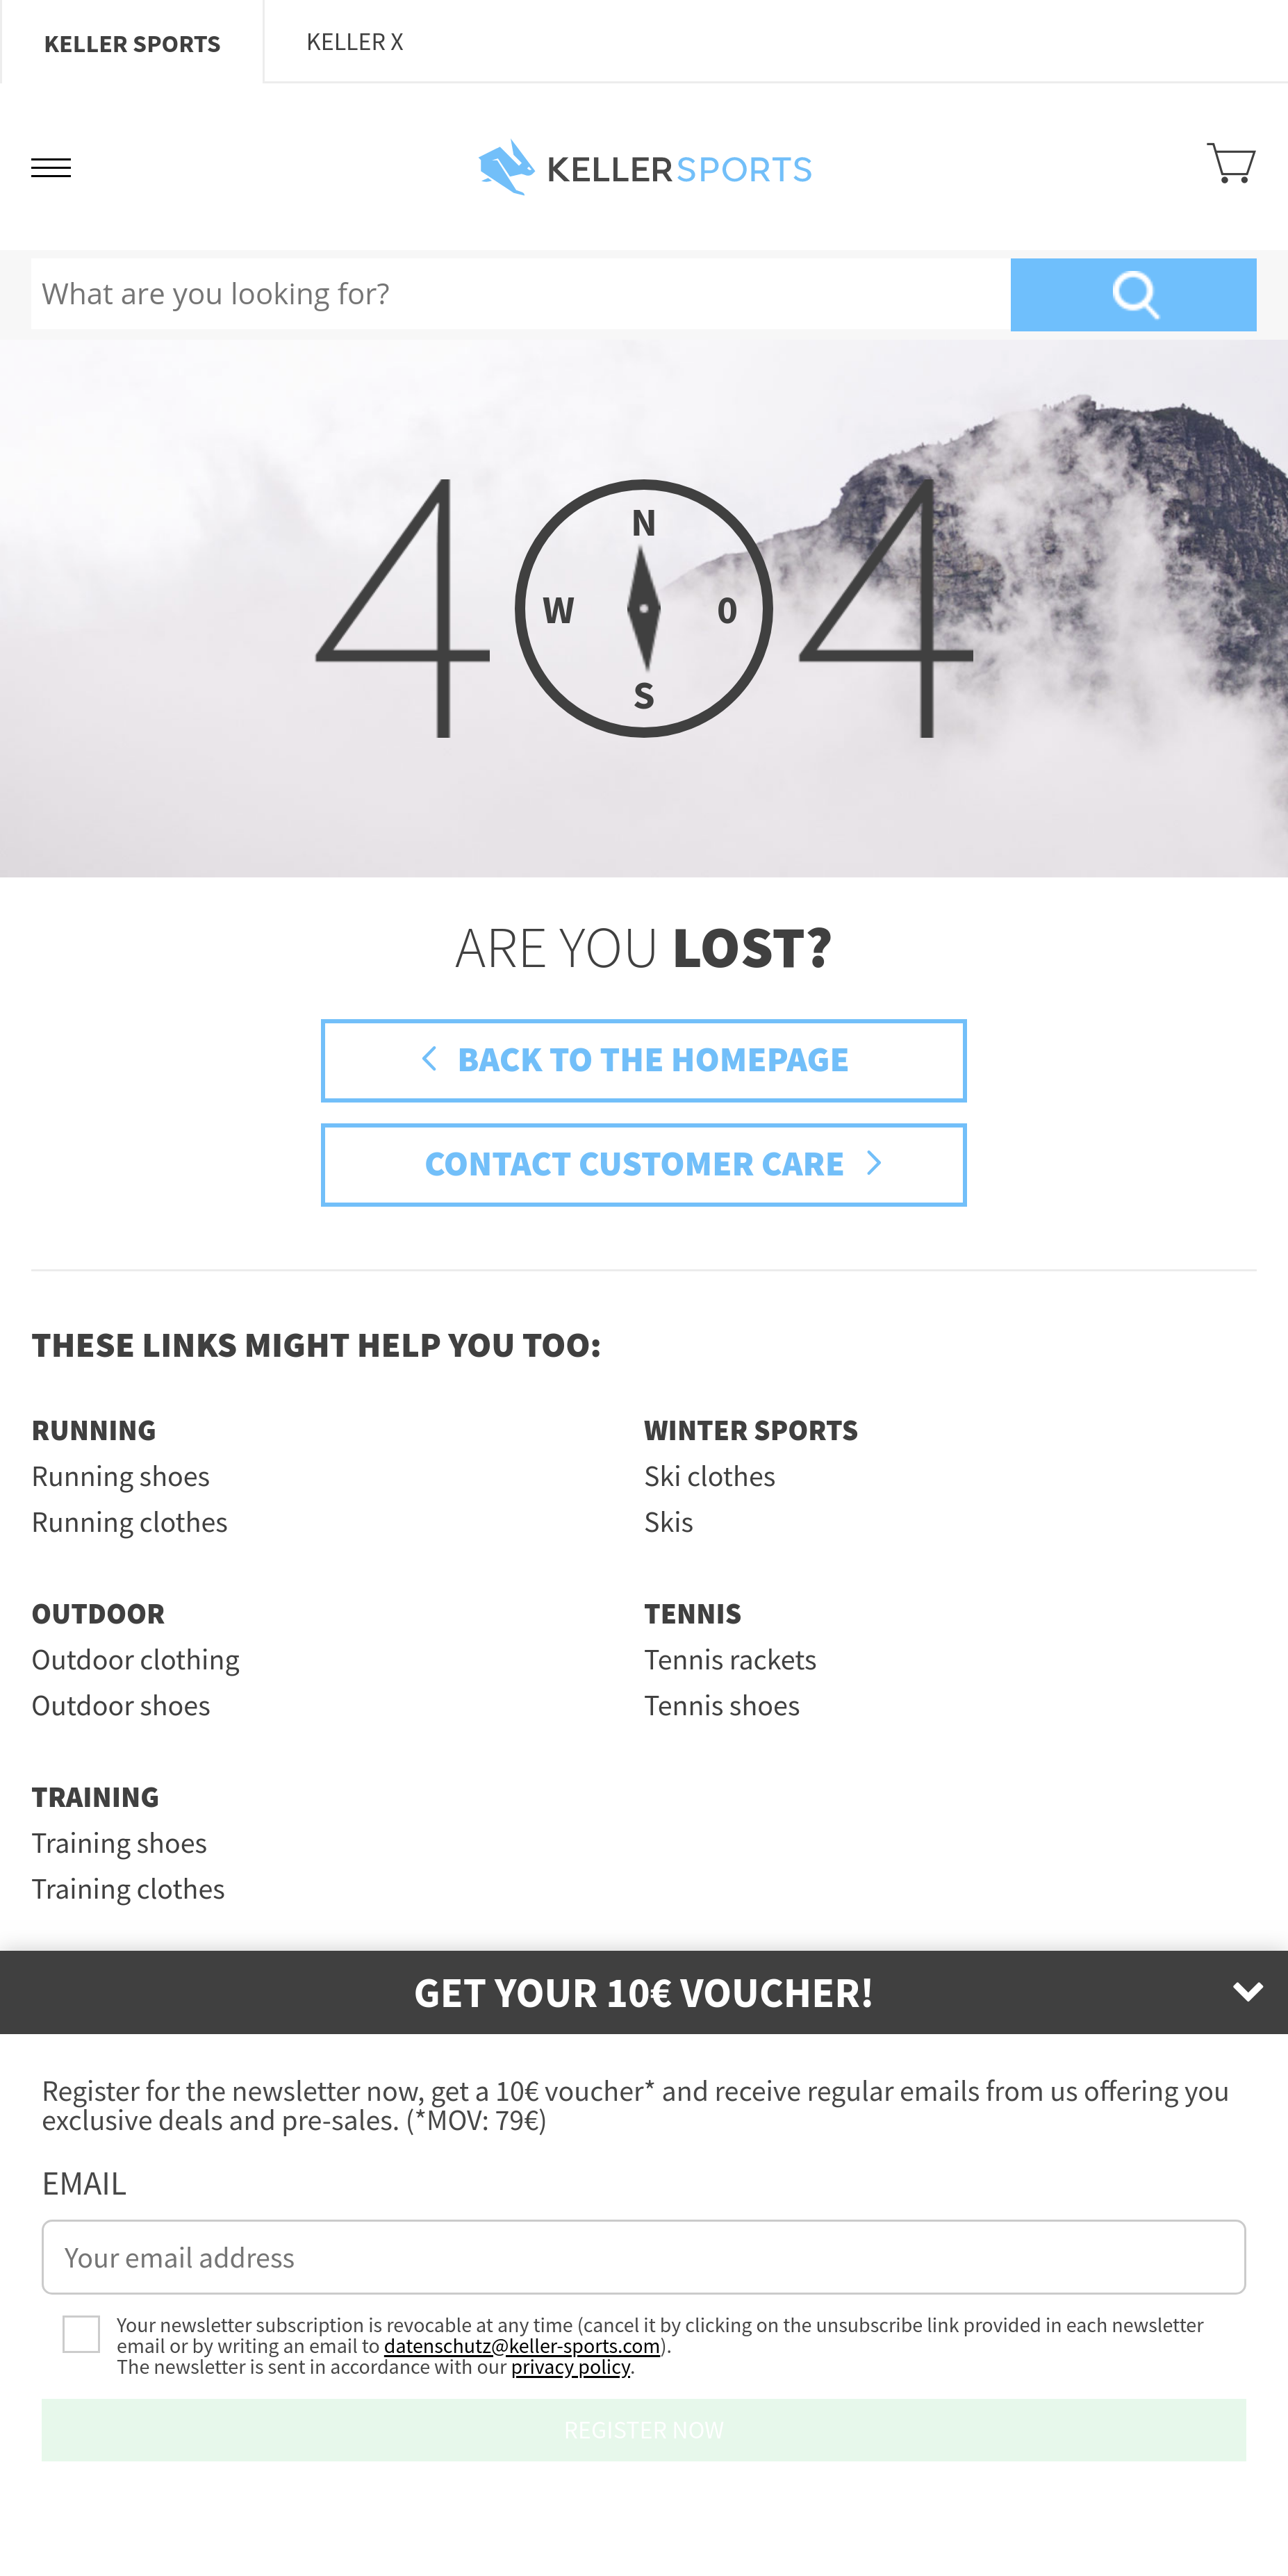 KELLER SPORTS
KELLER X
KELLERSPORTS
What are you looking for?
4 4
N
W 0
S
ARE YOU LOST?
BACK TO THE HOMEPAGE
CONTACT CUSTOMER CARE
THESE LINKS MIGHT HELP YOU TOO:
RUNNING
Running shoes
Running clothes
WINTER SPORTS
Ski clothes
Skis
OUTDOOR
Outdoor clothing
Outdoor shoes
TENNIS
Tennis rackets
Tennis shoes
TRAINING
Training shoes
Training clothes
GET YOUR 10€ VOUCHER!
Register for the newsletter now, get a 10€ voucher* and receive regular emails from us offering you
exclusive deals and pre-sales. (*MOV: 79€)
EMAIL
Your email address
Your newsletter subscription is revocable at any time (cancel it by clicking on the unsubscribe link provided in each newsletter
email or by writing an email to datenschutz@keller-sports.com).
The newsletter is sent in accordance with our privacy policy.
REGISTER NOW